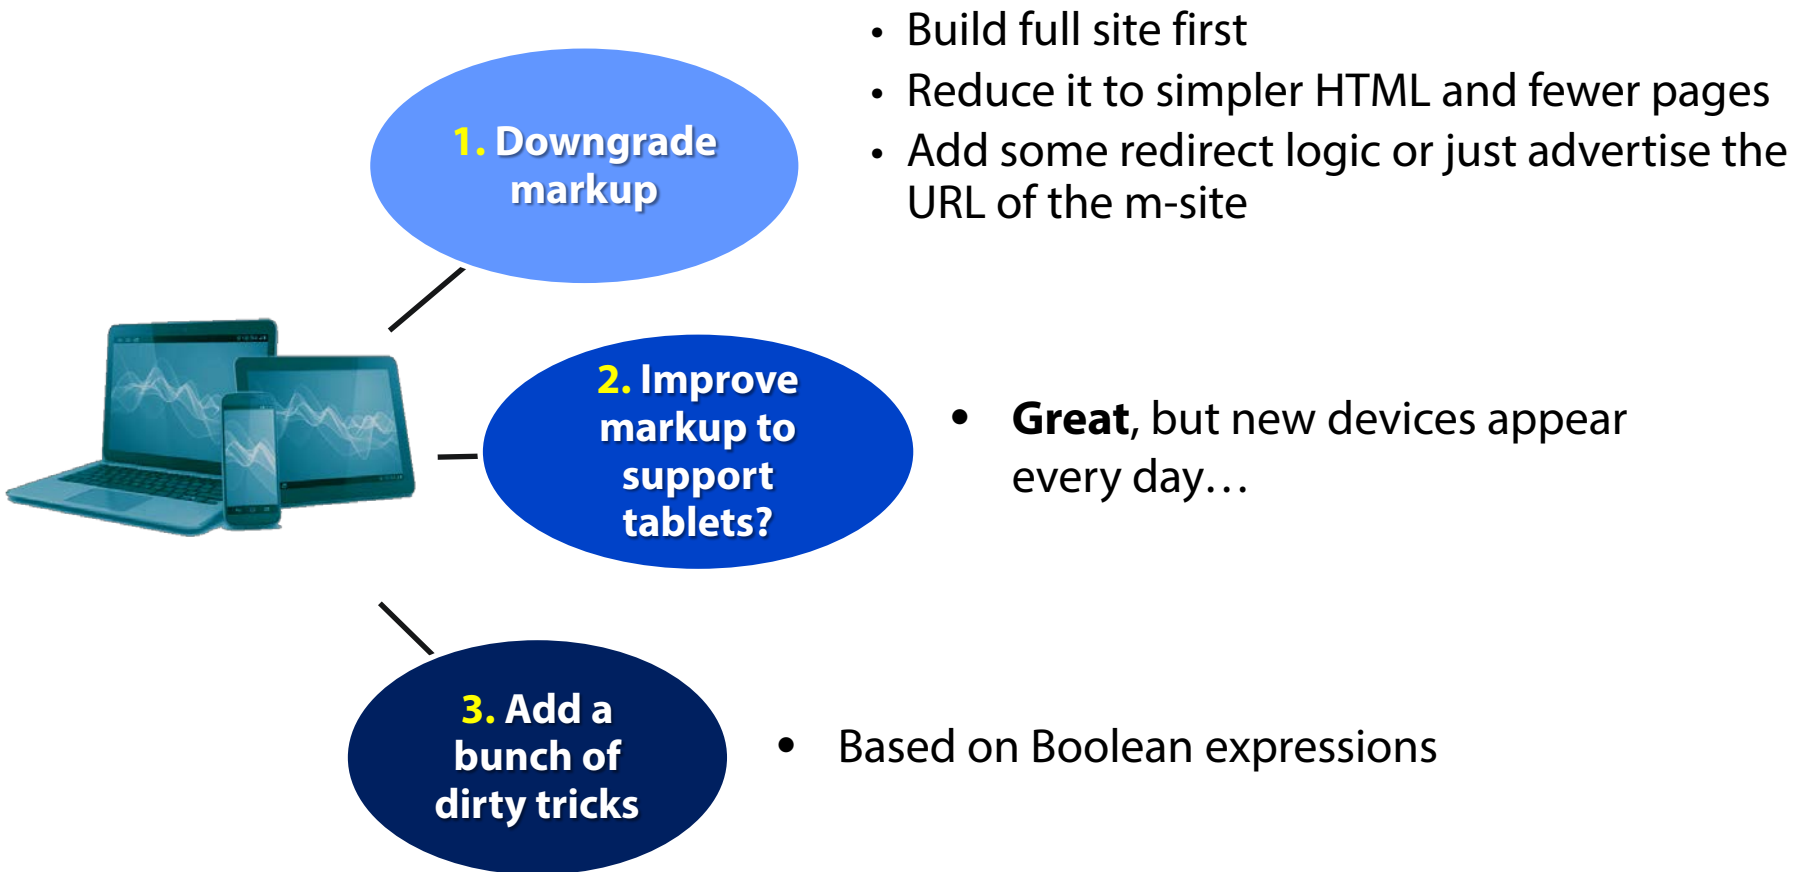 1. Downgrade
markup
• Build full site first
• Reduce it to simpler HTML and fewer pages
• Add some redirect logic or just advertise the
URL of the m-site
2. Improve
markup to
support
tablets?
• Great, but new devices appear
every day…
3. Add a
bunch of
dirty tricks
• Based on Boolean expressions